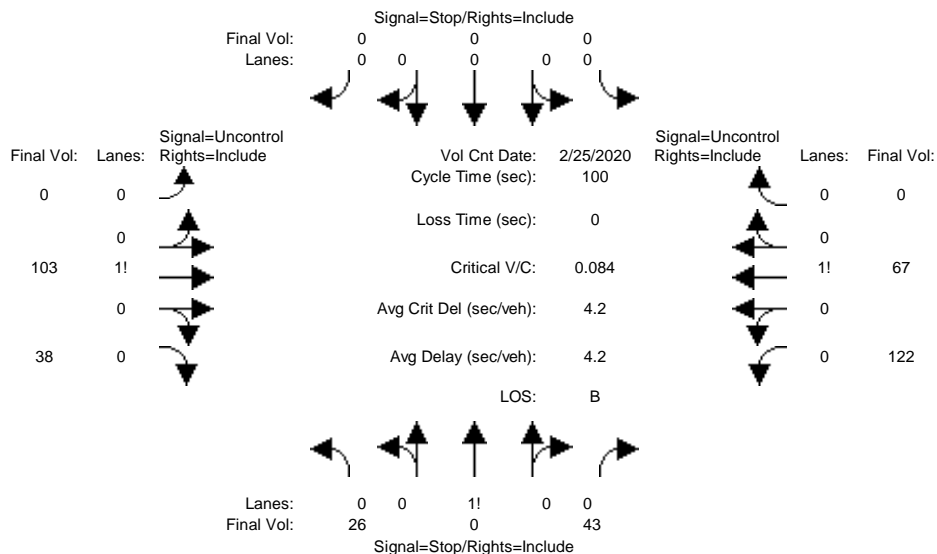 Signal=Stop/Rights=Include
Final Vol: 0 0 0
Lanes: 0 0 0 0 0
Signal=Uncontrol Signal=Uncontrol
Final Vol: Lanes: Rights=Include Vol Cnt Date: 2/25/2020 Rights=Include Lanes: Final Vol:
Cycle Time (sec): 100
0 0 0 0
Loss Time (sec): 0
0 0
103 1! Critical V/C: 0.084 1! 67
0 Avg Crit Del (sec/veh): 4.2 0
38 0 Avg Delay (sec/veh): 4.2 0 122
LOS: B
Lanes: 0 0 1! 0 0
Final Vol: 26 0 43
Signal=Stop/Rights=Include